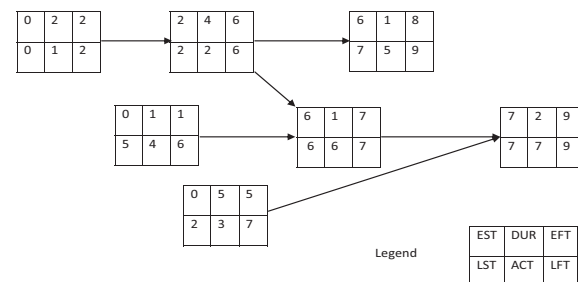 0 2 2
0 1 2
2 4 6
2 2 6
6 1 8
7 5 9
0 1 1
5 4 6
6 1 7
6 6 7
7 2 9
7 7 9
0 5 5
2 3 7
Legend
EST DUR EFT
LST ACT LFT